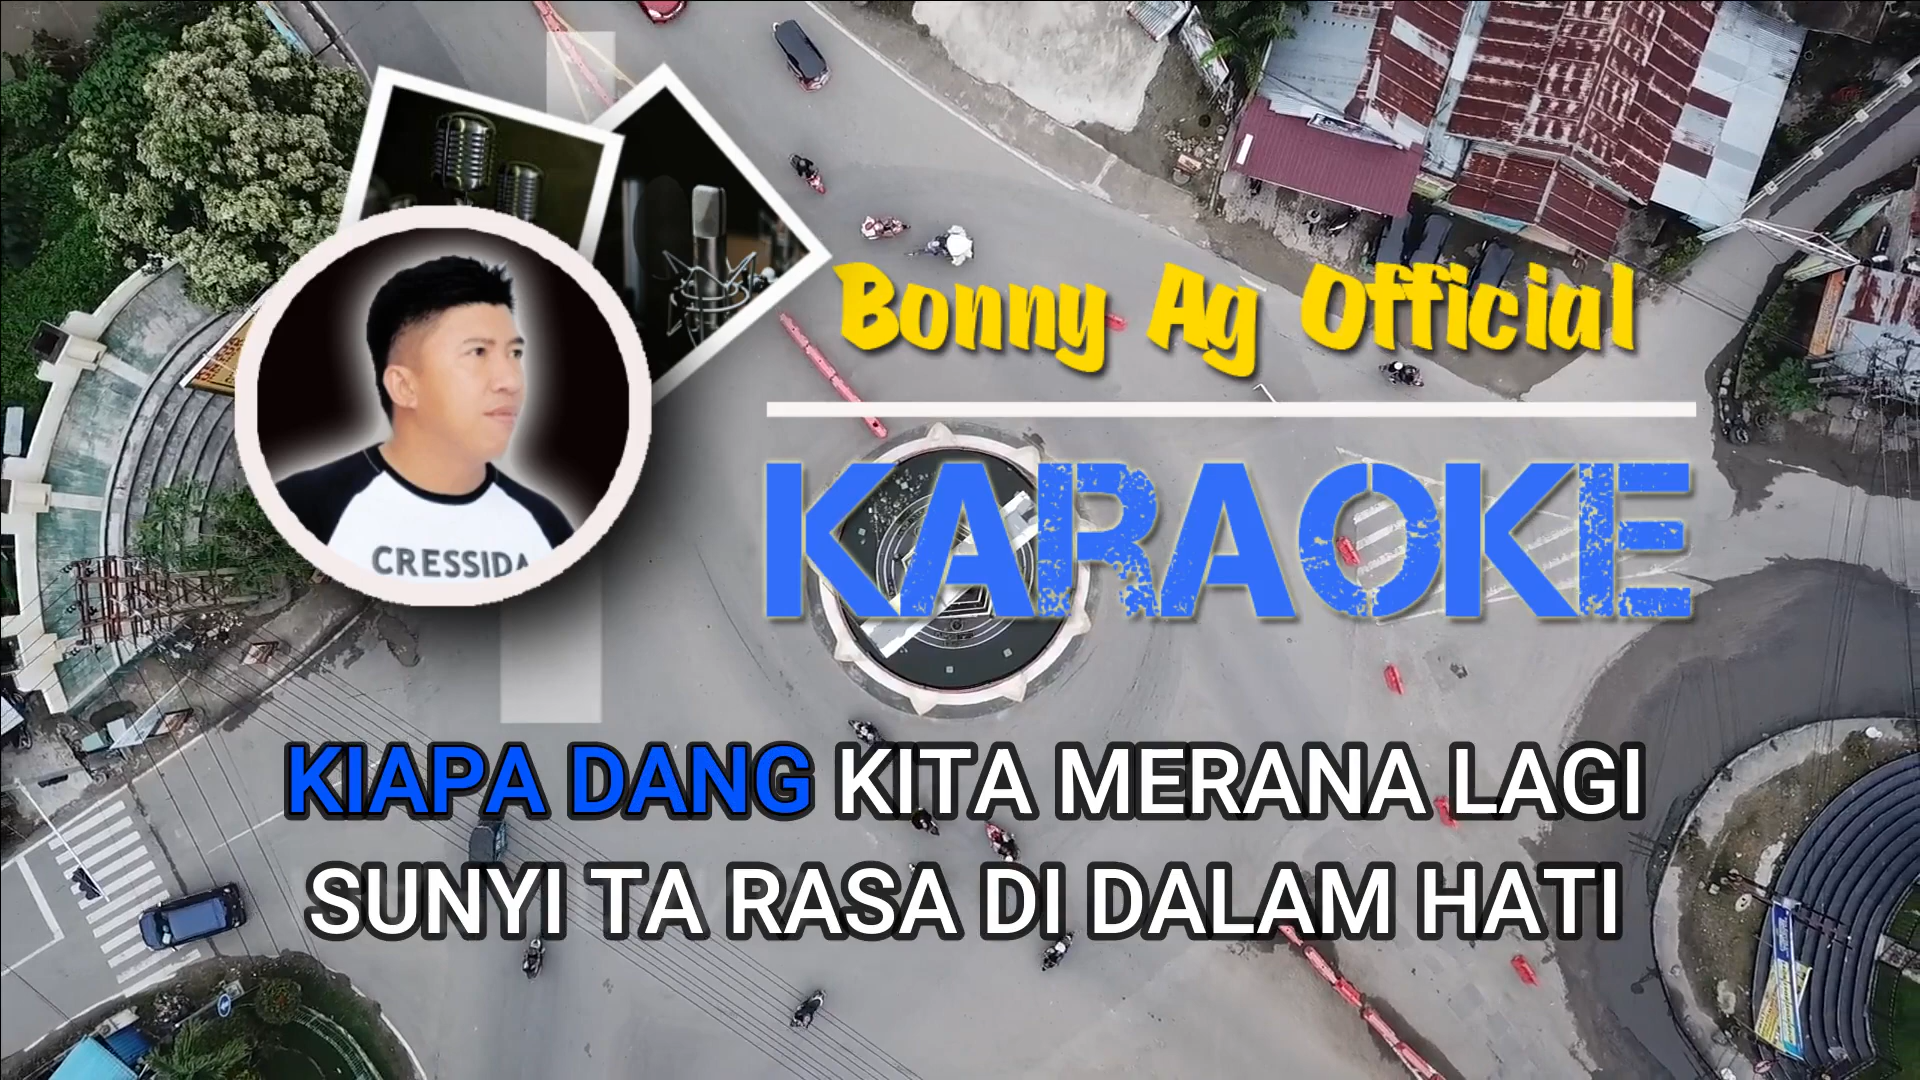 Bonny Ag Official
KARAOKE
CRESSIDA
KIAPA DANG KITA MERANA LAGI
SUNYI TA RASA DI DALAM HATI